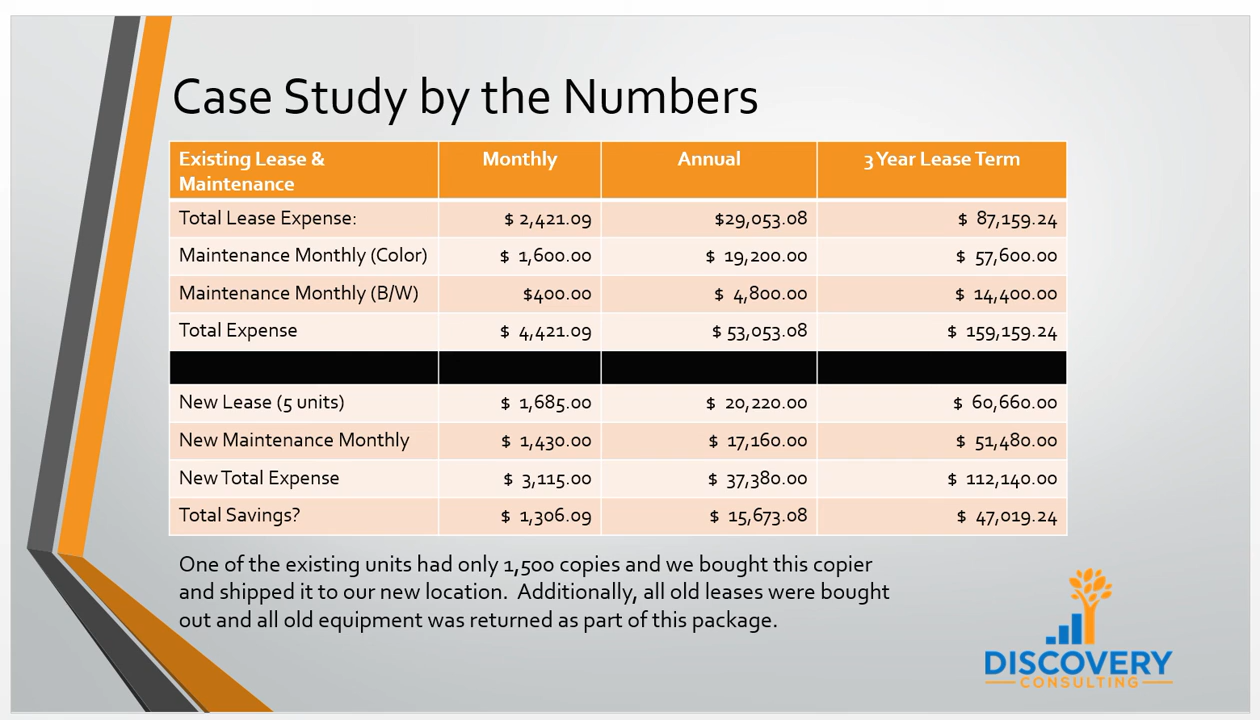 Case Study by the Numbers
Existing Lease & Maintenance Monthly Annual 3 Year Lease Term
Total Lease Expense: $ 2,421.09 $29,053.08 $ 87,159.24
Maintenance Monthly (Color) $ 1,600.00 $ 19,200.00 $ 57,600.00
Maintenance Monthly (B/W) $400.00 $ 4,800.00 $ 14,400.00
Total Expense $ 4,421.09 $ 53,053.08 $ 159,159.24
New Lease (5 units) $ 1,685.00 $ 20,220.00 $ 60,660.00
New Maintenance Monthly $ 1,430.00 $ 17,160.00 $ 51,480.00
New Total Expense $ 3,115.00 $ 37,380.00 $ 112,140.00
Total Savings? $ 1,306.09 $ 15,673.08 $ 47,019.24
One of the existing units had only 1,500 copies and we bought this copier
and shipped it to our new location. Additionally, all old leases were bought
out and all old equipment was returned as part of this package.
DISCOVERY
CONSULTING